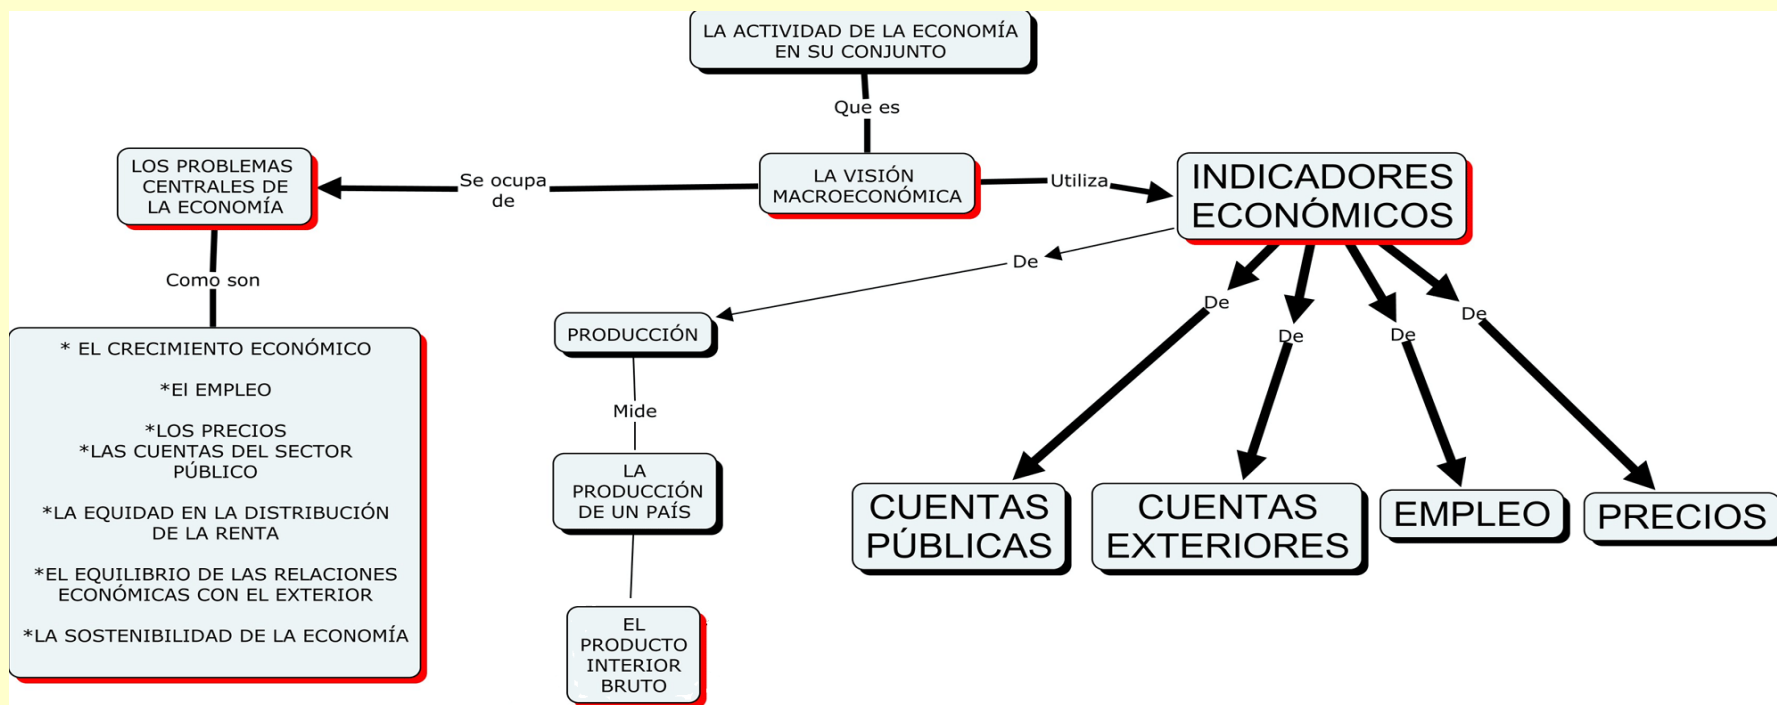 LA ACTIVIDAD DE LA ECONOMÍA
EN SU CONJUNTO
Que es
LOS PROBLEMAS
CENTRALES DE
LA ECONOMÍA
Se ocupa
de
LA VISIÓN
MACROECONÓMICA
Utiliza
INDICADORES
ECONÓMICOS
Como son
* EL CRECIMIENTO ECONÓMICO
*El EMPLEO
*LOS PRECIOS
*LAS CUENTAS DEL SECTOR
PÚBLICO
*LA EQUIDAD EN LA DISTRIBUCIÓN
DE LA RENTA
*EL EQUILIBRIO DE LAS RELACIONES
ECONÓMICAS CON EL EXTERIOR
*LA SOSTENIBILIDAD DE LA ECONOMÍA
De
PRODUCCIÓN
Mide
LA
PRODUCCIÓN
DE UN PAÍS
EL
PRODUCTO
INTERIOR
BRUTO
De
CUENTAS
PÚBLICAS
De
CUENTAS
EXTERIORES
De
EMPLEO
De
PRECIOS